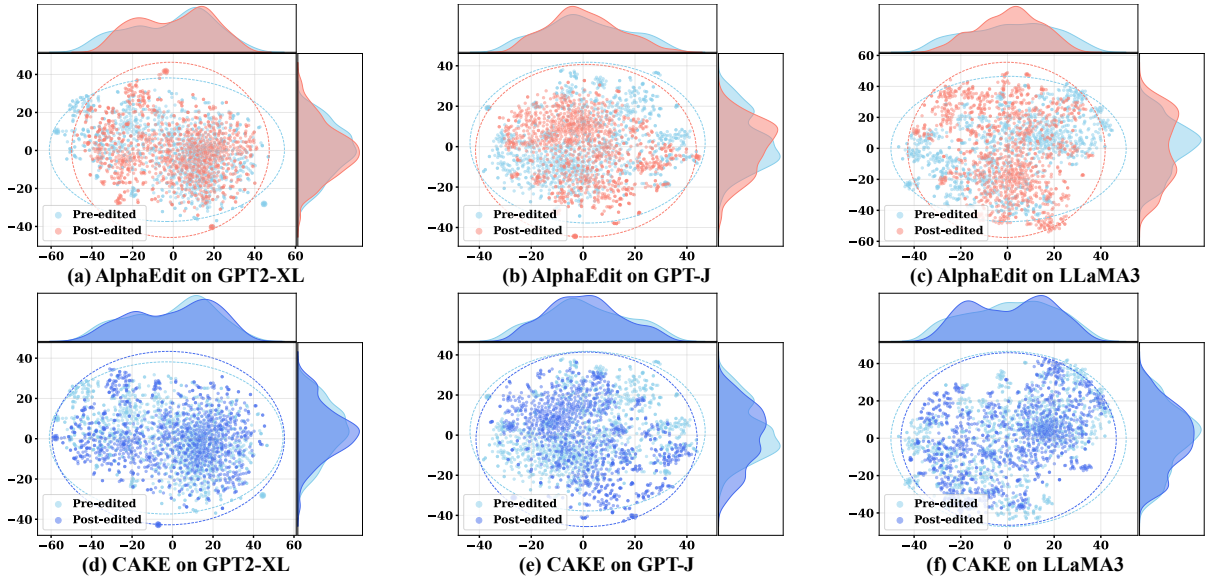 40
20
0
−20
−40
Pre-edited
Post-edited
−60 −40 −20 0 20 40 60
(a) AlphaEdit on GPT2-XL
40
20
0
−20
−40
Pre-edited
Post-edited
−40 −20 0 20 40
(b) AlphaEdit on GPT-J
60
40
20
0
−20
−40
−60
Pre-edited
Post-edited
−40 −20 0 20 40
(c) AlphaEdit on LLaMA3
40
20
0
−20
−40
Pre-edited
Post-edited
−60 −40 −20 0 20 40 60
(d) CAKE on GPT2-XL
40
20
0
−20
−40
Pre-edited
Post-edited
−40 −20 0 20 40
(e) CAKE on GPT-J
40
20
0
−20
−40
Pre-edited
Post-edited
−40 −20 0 20 40
(f) CAKE on LLaMA3